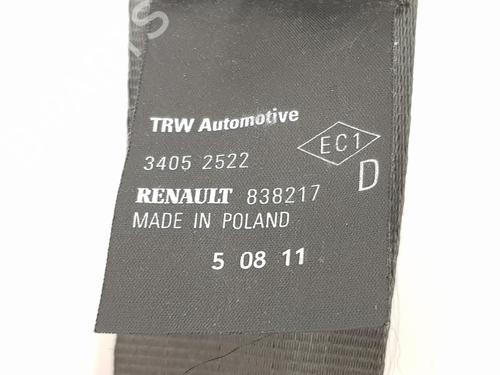 TRW Automotive
3405 2522
EC1
D
RENAULT 838217
MADE IN POLAND
5 08 11